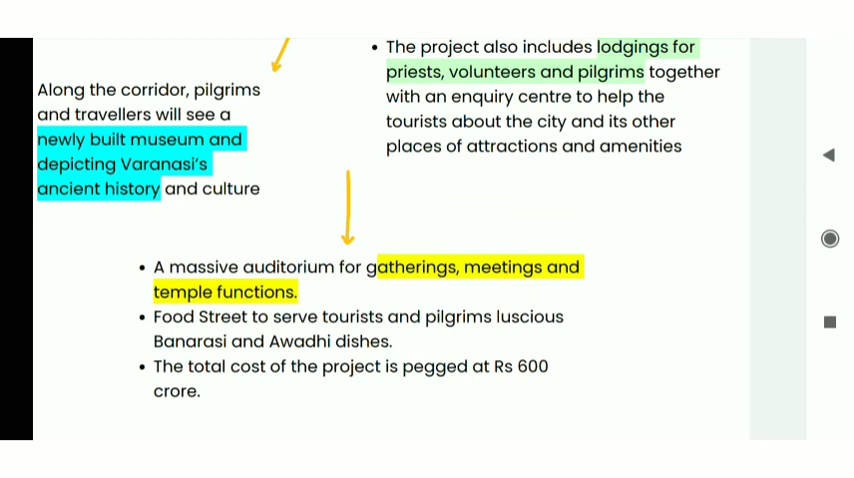 Along the corridor, pilgrims
and travellers will see a
newly built museum and
depicting Varanasi's
ancient history and culture
• The project also includes lodgings for
priests, volunteers and pilgrims together
with an enquiry centre to help the
tourists about the city and its other
places of attractions and amenities
• A massive auditorium for gatherings, meetings and
temple functions.
• Food Street to serve tourists and pilgrims luscious
Banarasi and Awadhi dishes.
• The total cost of the project is pegged at Rs 600
crore.